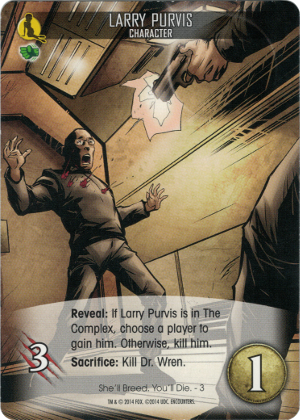 LARRY PURVIS
CHARACTER
Reveal: If Larry Purvis is in The
Complex, choose a player to
gain him. Otherwise, kill him.
Sacrifice: Kill Dr. Wren.
3
1
She'll Breed. You'll Die. - 3
TM & © 2014 FOX. ©2014 UDC. ENCOUNTERS.